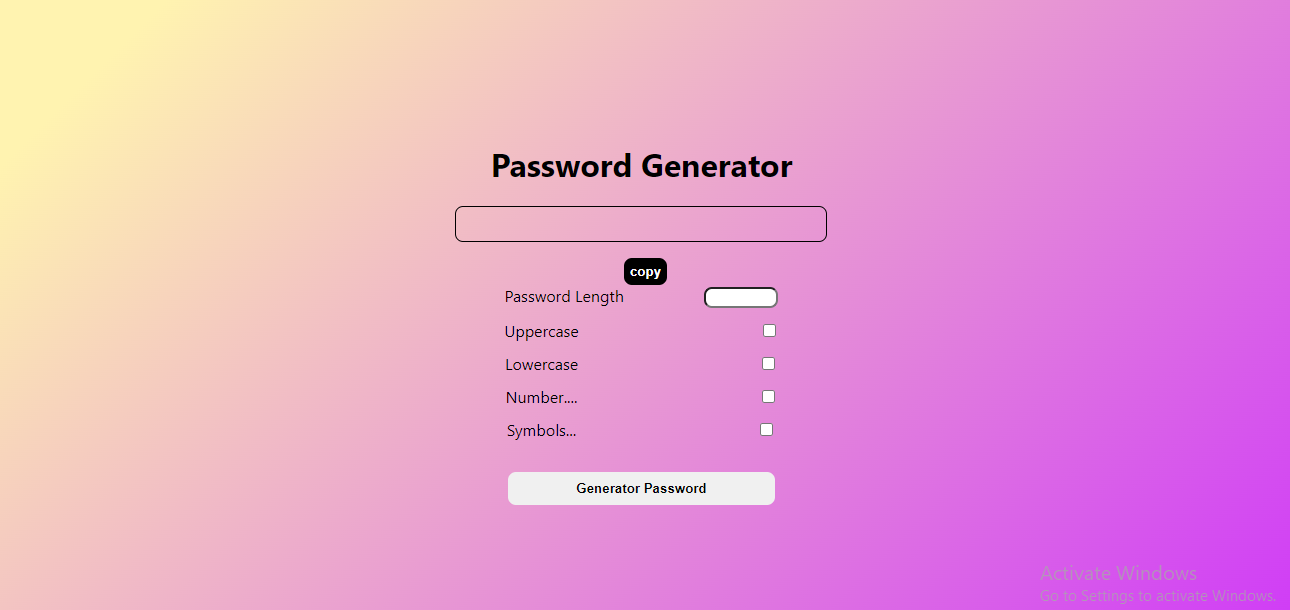 Password Generator
copy
Password Length
Uppercase
Lowercase
Number....
Symbols...
Generator Password
Activate Windows
Go to Settings to activate Windows.